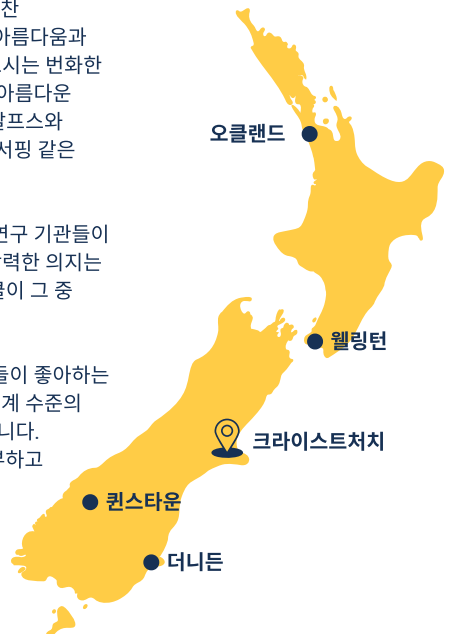 찬
아름다움과
시는 번화한
아름다운
알프스와
서핑 같은
연구 기관들이
력한 의지는
이 그 중
들이 좋아하는
계 수준의
니다.
하고
오클랜드
웰링턴
크라이스트처치
퀸스타운
더니든